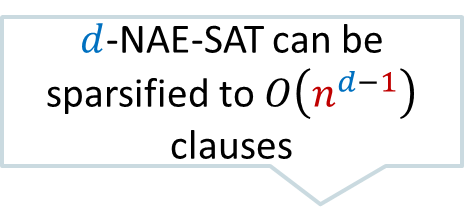 d-NAE-SAT can be
sparsified to O(n^{d-1})
clauses